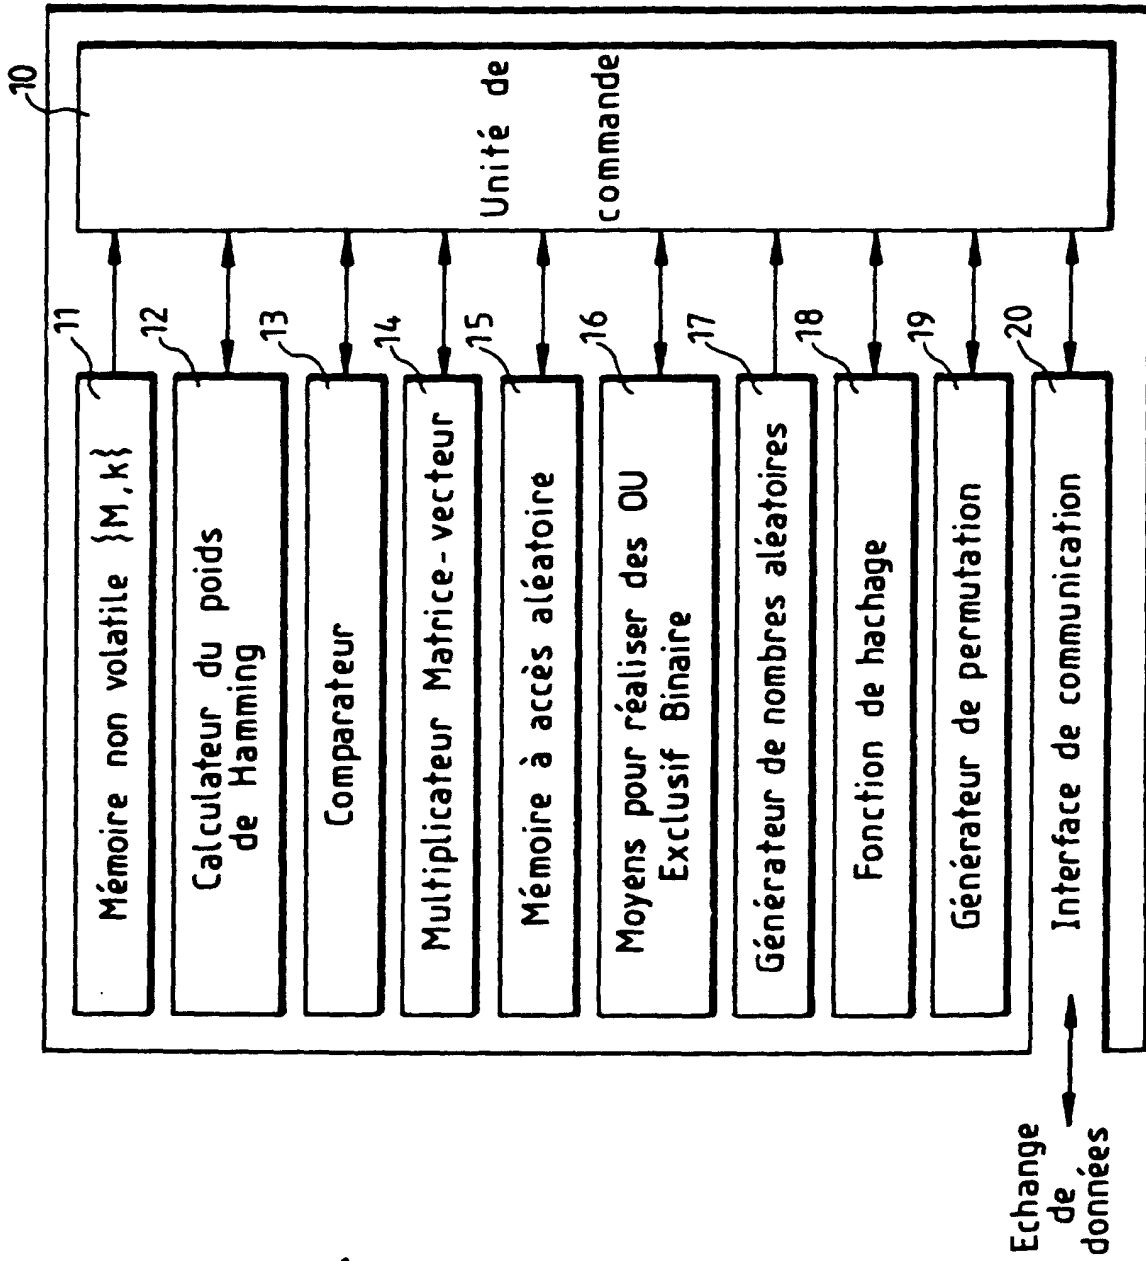 10
Unité de
commande
11
Mémoire non volatile }M,k}
12
Calculateur du poids
de Hamming
13
Comparateur
14
Multiplicateur Matrice-vecteur
15
Mémoire à accès aléatoire
16
Moyens pour réaliser des OU
Exclusif Binaire
17
Générateur de nombres aléatoires
18
Fonction de hachage
19
Générateur de permutation
20
Interface de communication
Echange
de
données